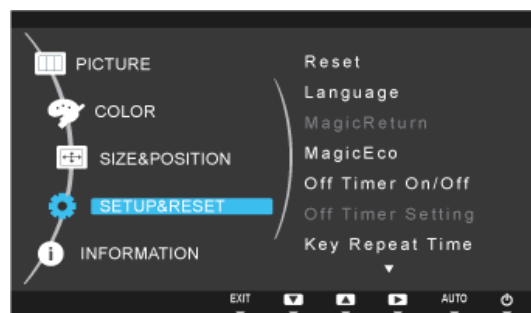 PICTURE
COLOR
SIZE&POSITION
SETUP&RESET
INFORMATION
Reset
Language
MagicReturn
MagicEco
Off Timer On/Off
Off Timer Setting
Key Repeat Time
EXIT
AUTO